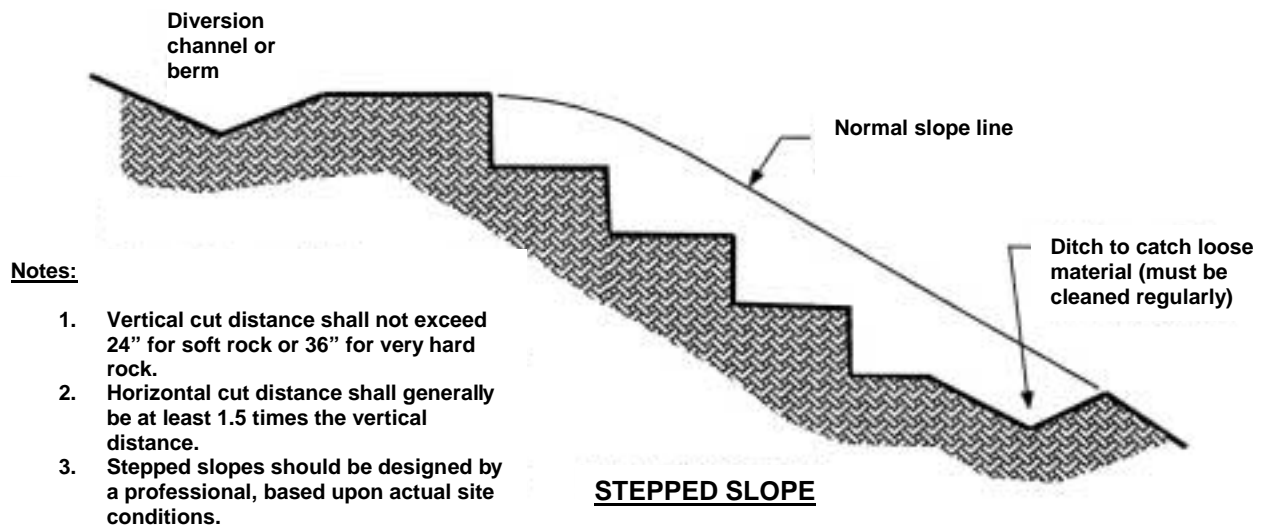 Diversion
channel or
berm
Normal slope line
Ditch to catch loose
material (must be
cleaned regularly)
Notes:
1. Vertical cut distance shall not exceed
24” for soft rock or 36” for very hard
rock.
2. Horizontal cut distance shall generally
be at least 1.5 times the vertical
distance.
3. Stepped slopes should be designed by
a professional, based upon actual site
conditions.
STEPPED SLOPE